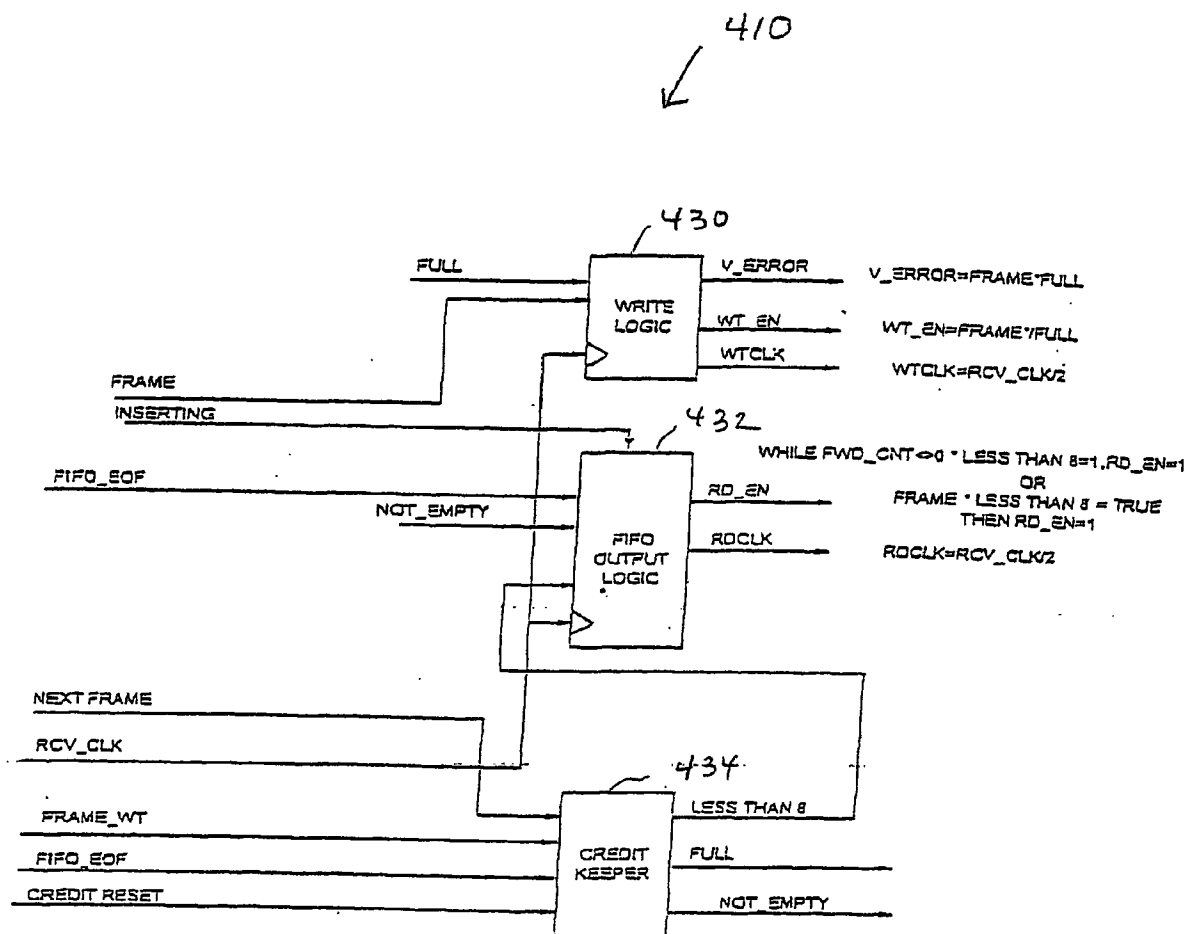 410
430
FULL
V_ERROR
V_ERROR=FRAME*FULL
WRITE
LOGIC
WT_EN
WT_EN=FRAME*/FULL
WTCLK
WTCLK=RCV_CLK/2
FRAME
INSERTING
432
WHILE FWD_CNT<>0 * LESS THAN 8=1,RD_EN=1
OR
FRAME * LESS THAN 8 = TRUE
THEN RD_EN=1
FIFO_EOF
RD_EN
NOT_EMPTY
FIFO
OUTPUT
LOGIC
RDCLK
RDCLK=RCV_CLK/2
NEXT FRAME
RCV_CLK
434
LESS THAN 8
FRAME_WT
CREDIT
KEEPER
FIFO_EOF
FULL
CREDIT RESET
NOT_EMPTY